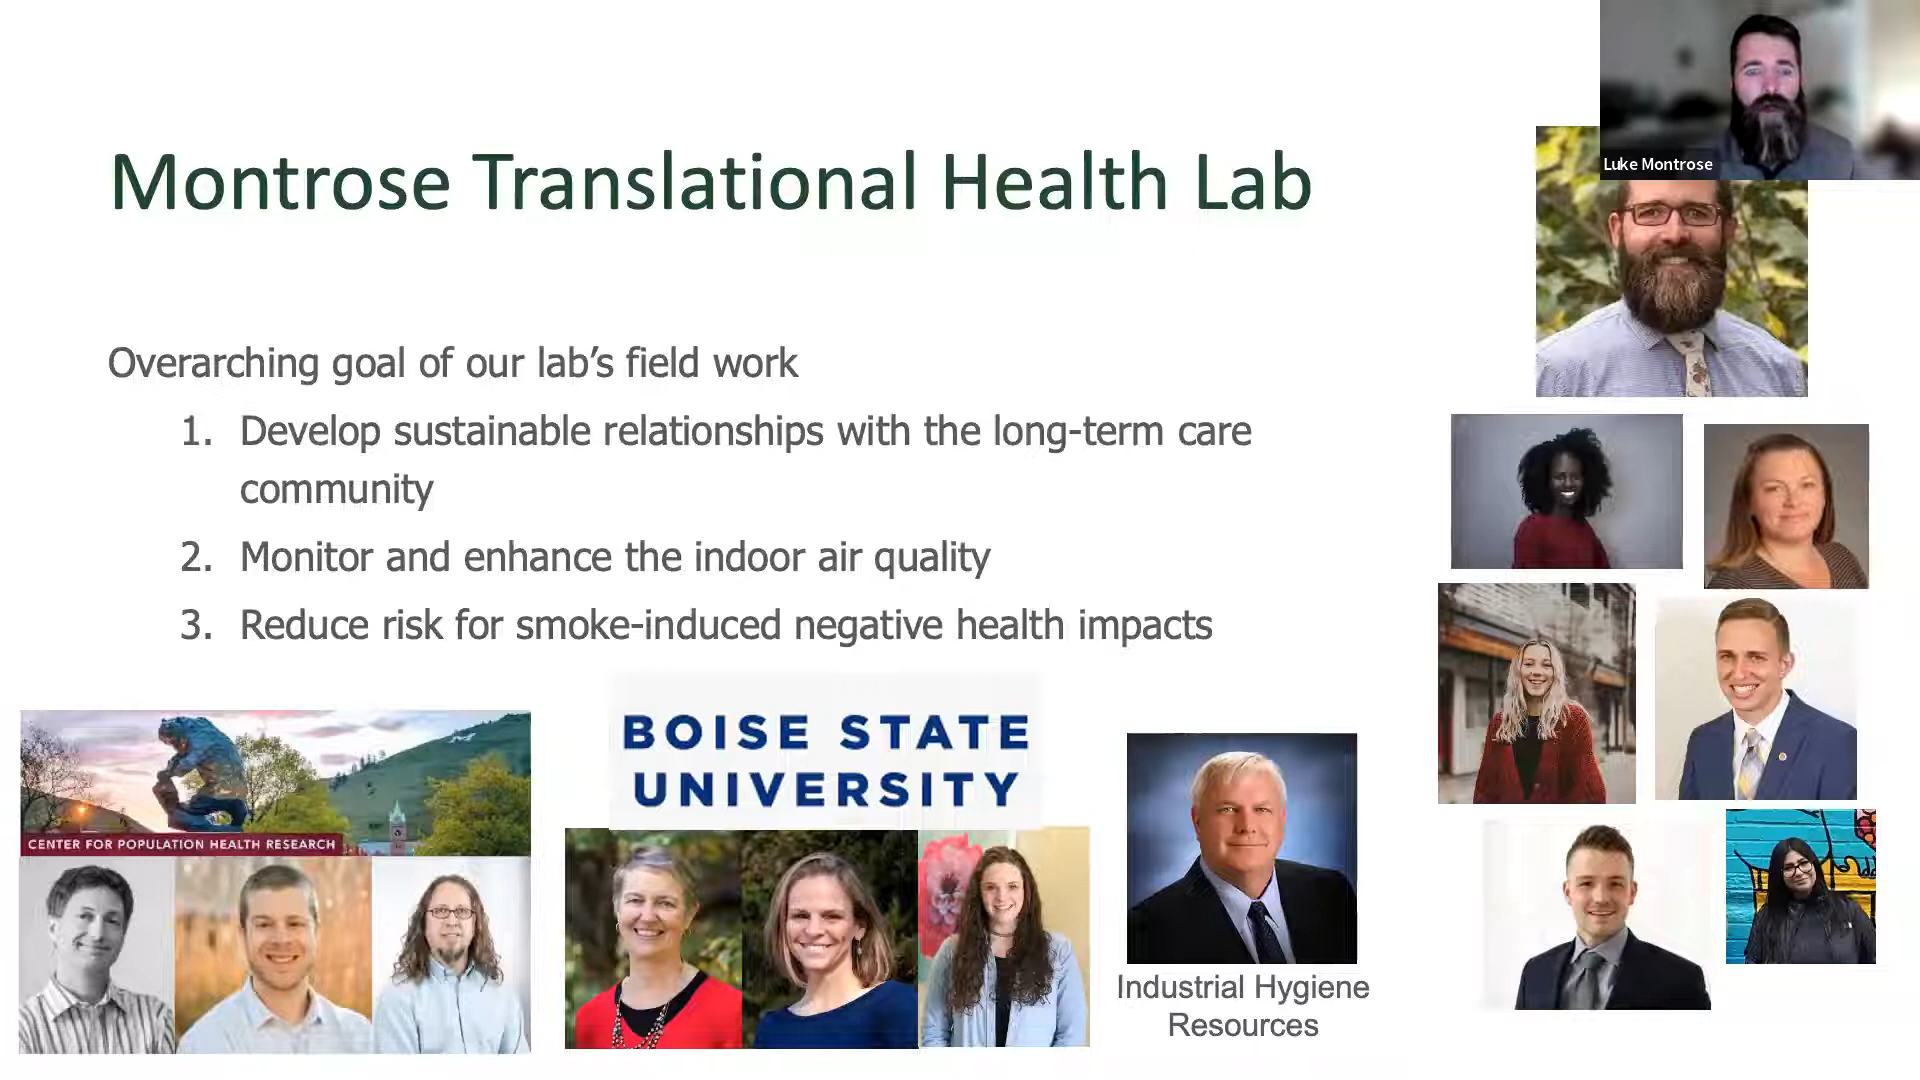 Luke Montrose
Montrose Translational Health Lab
Overarching goal of our lab’s field work
1. Develop sustainable relationships with the long-term care
community
2. Monitor and enhance the indoor air quality
3. Reduce risk for smoke-induced negative health impacts
BOISE STATE
UNIVERSITY
CENTER FOR POPULATION HEALTH RESEARCH
Industrial Hygiene
Resources